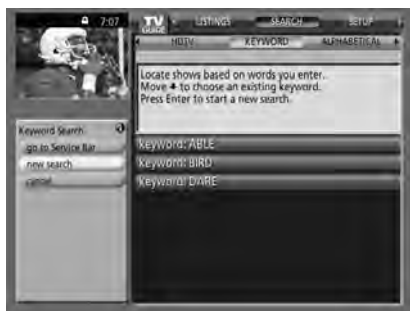 7:07
TV GUIDE LISTINGS SEARCH SETUP
HDTV KEYWORD ALPHABETICAL
Locate shows based on words you enter.
Move to choose an existing keyword.
Press Enter to start a new search.
Keyword Search
go to Service Bar
new search
cancel
keyword: ABLE
keyword: BIRD
keyword: DARE